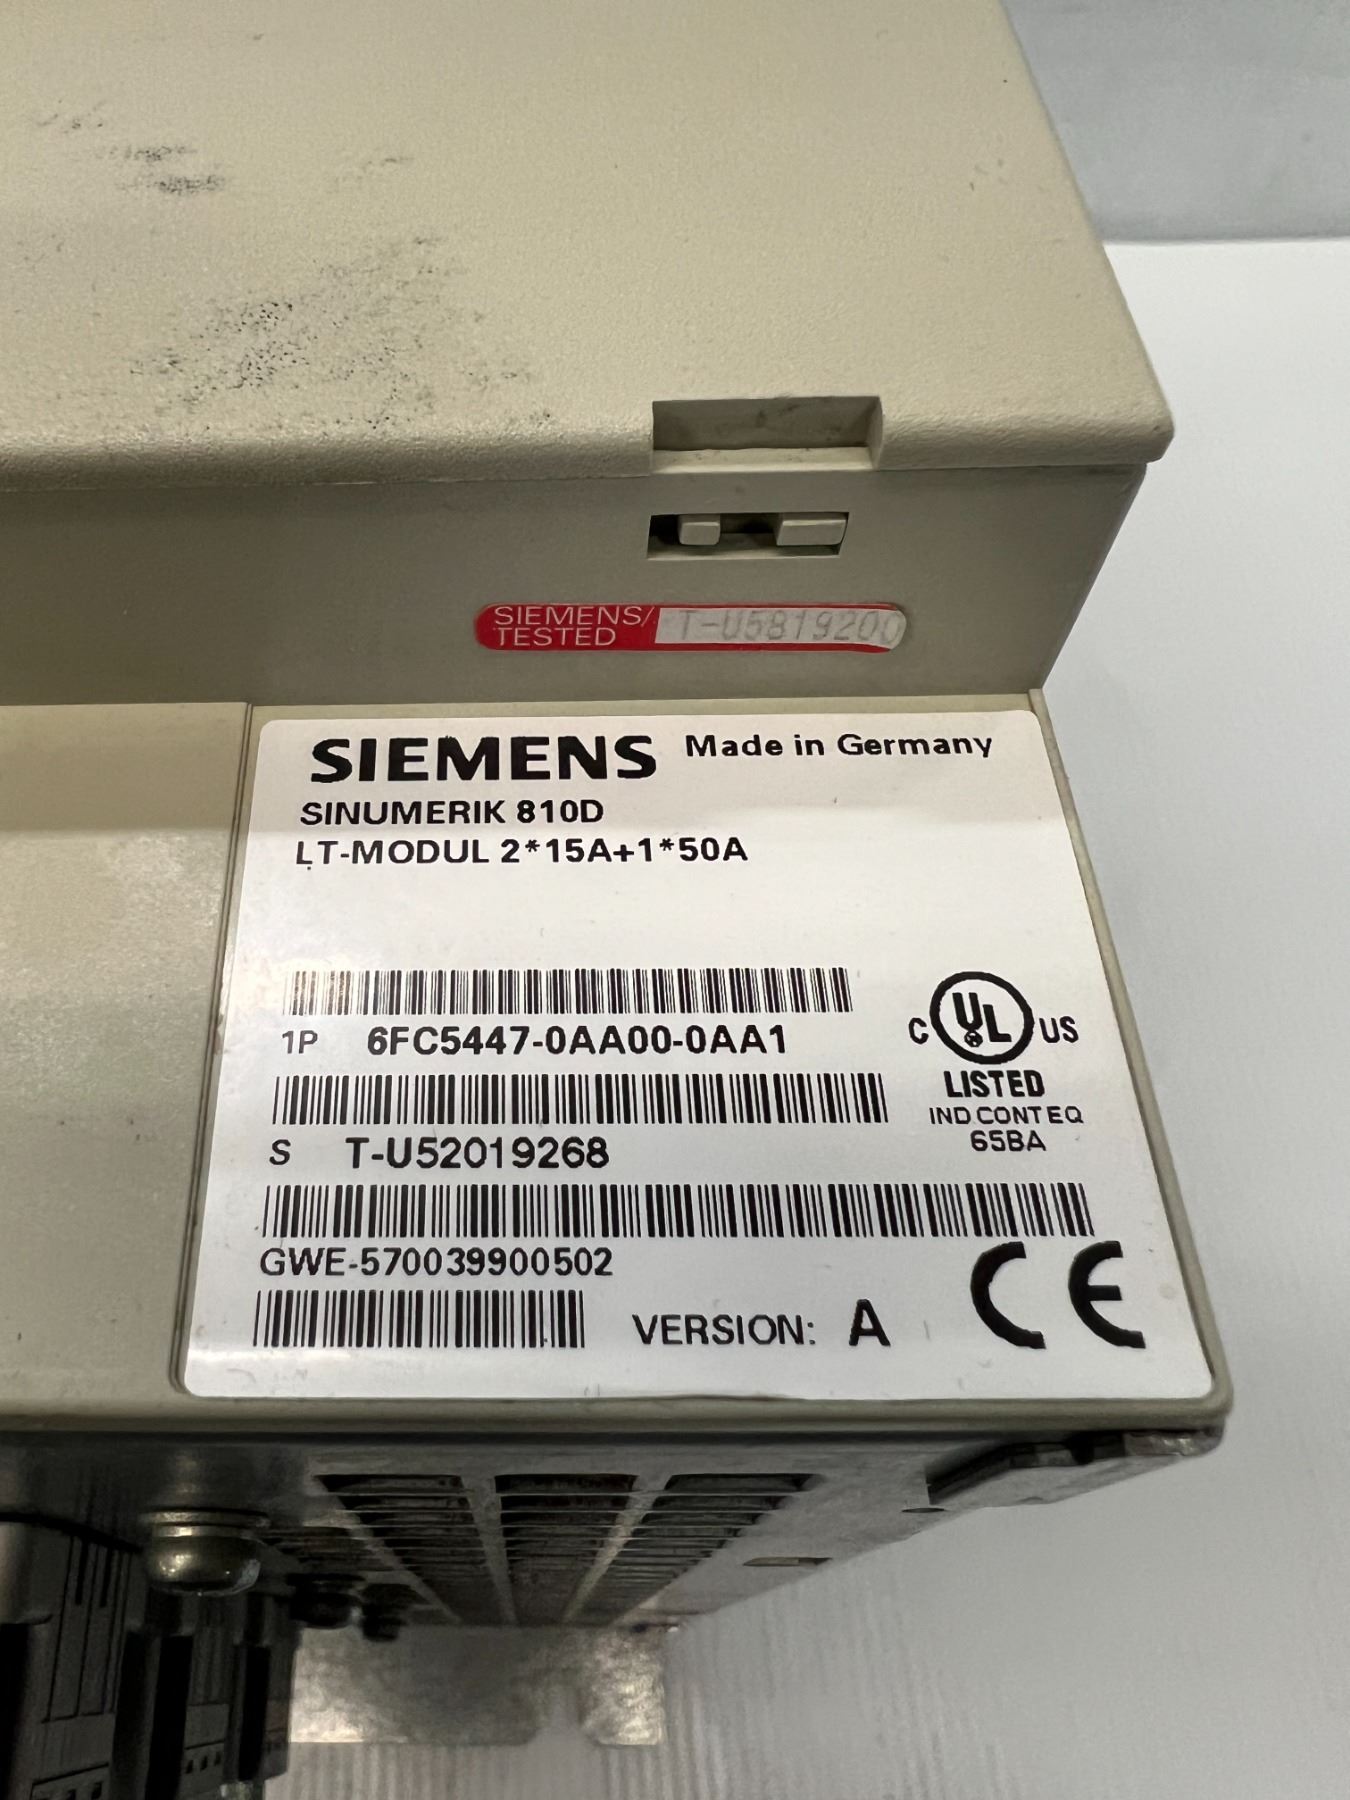 SIEMENS/ T-U5819200
TESTED
SIEMENS Made in Germany
SINUMERIK 810D
LT-MODUL 2*15A+1*50A
1P 6FC5447-0AA00-0AA1
C UL US
LISTED
IND CONT EQ
65BA
S T-U52019268
GWE-570039900502
VERSION: A
CE